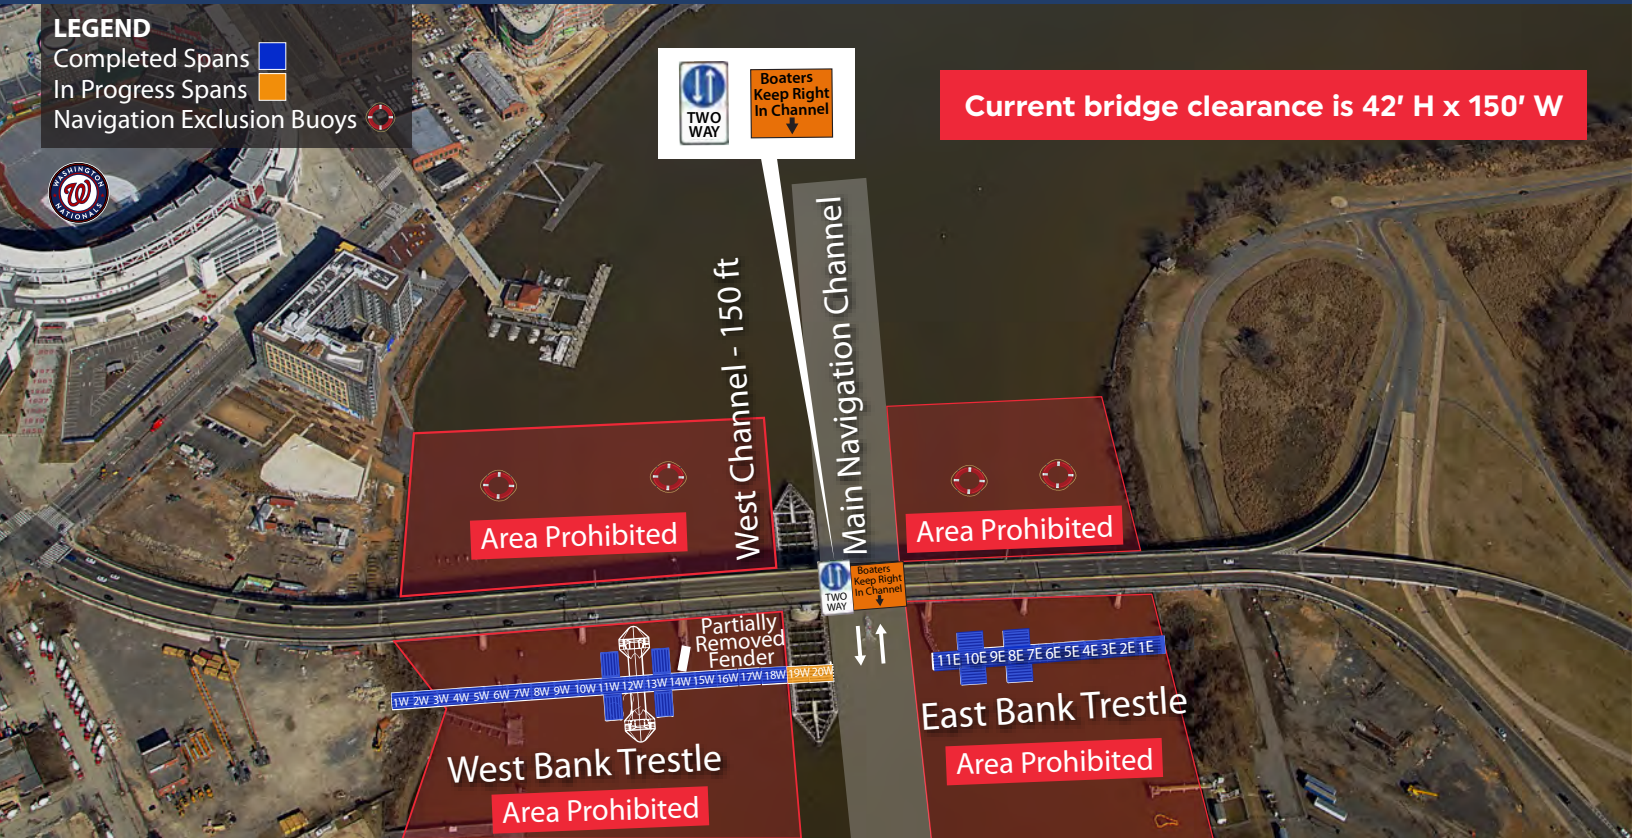 LEGEND
Completed Spans
In Progress Spans
Navigation Exclusion Buoys
WASHINGTON
W
NATIONALS
TWO
WAY
Boaters
Keep Right
In Channel
Current bridge clearance is 42' H x 150' W
West Channel - 150 ft
Main Navigation Channel
Area Prohibited
Area Prohibited
TWO
WAY
Boaters
Keep Right
In Channel
Partially
Removed
Fender
1W 2W 3W 4W 5W 6W 7W 8W 9W 10W 11W 12W 13W 14W 15W 16W 17W 18W 19W 20W
11E 10E 9E 8E 7E 6E 5E 4E 3E 2E 1E
West Bank Trestle
Area Prohibited
East Bank Trestle
Area Prohibited